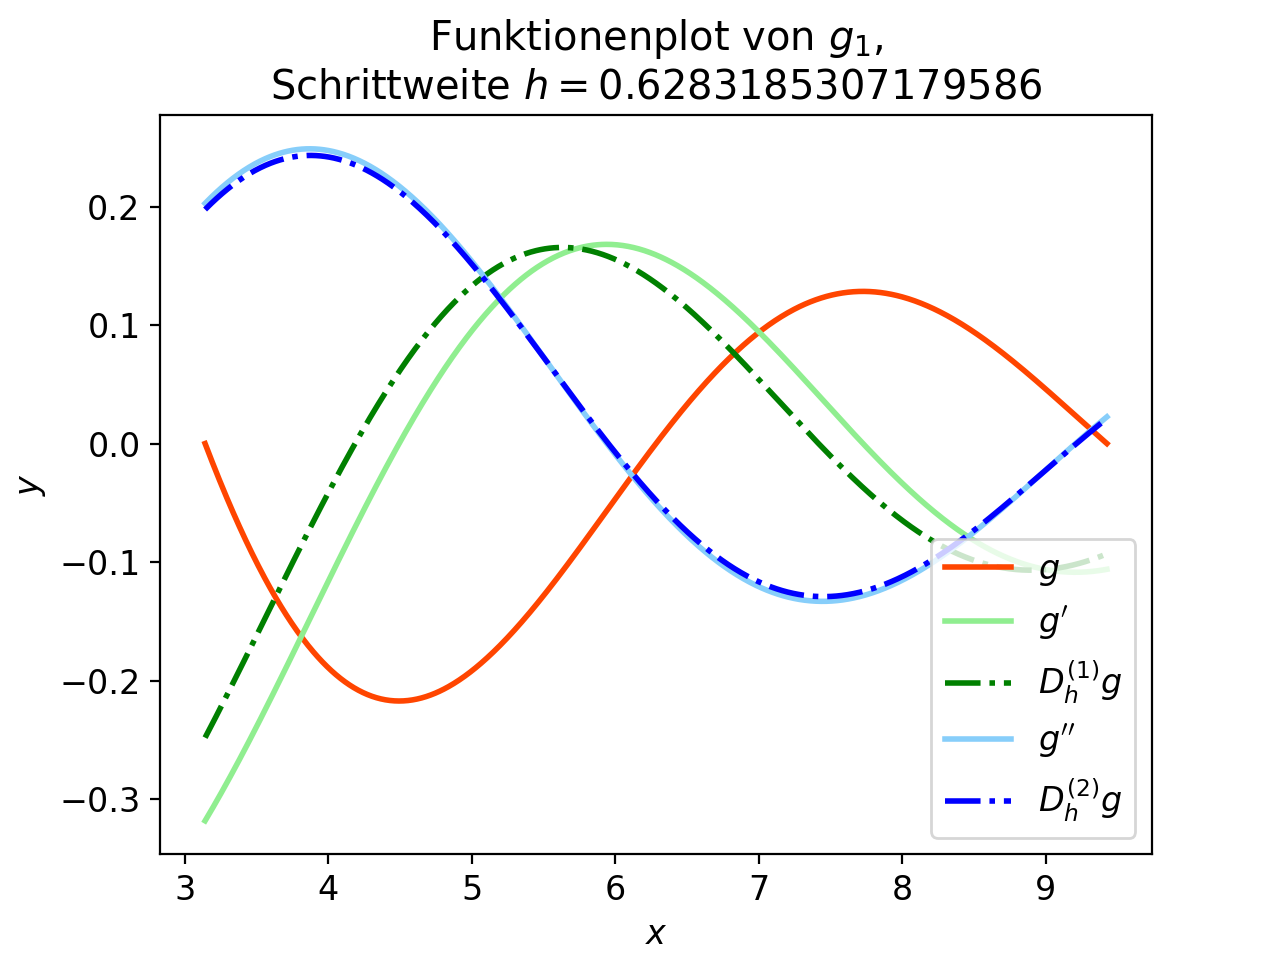 Funktionenplot von g₁,
Schrittweite h = 0.6283185307179586
y
0.2
0.1
0.0
−0.1
−0.2
−0.3
3 4 5 6 7 8 9
x
g
g′
D_h^(1) g
g″
D_h^(2) g